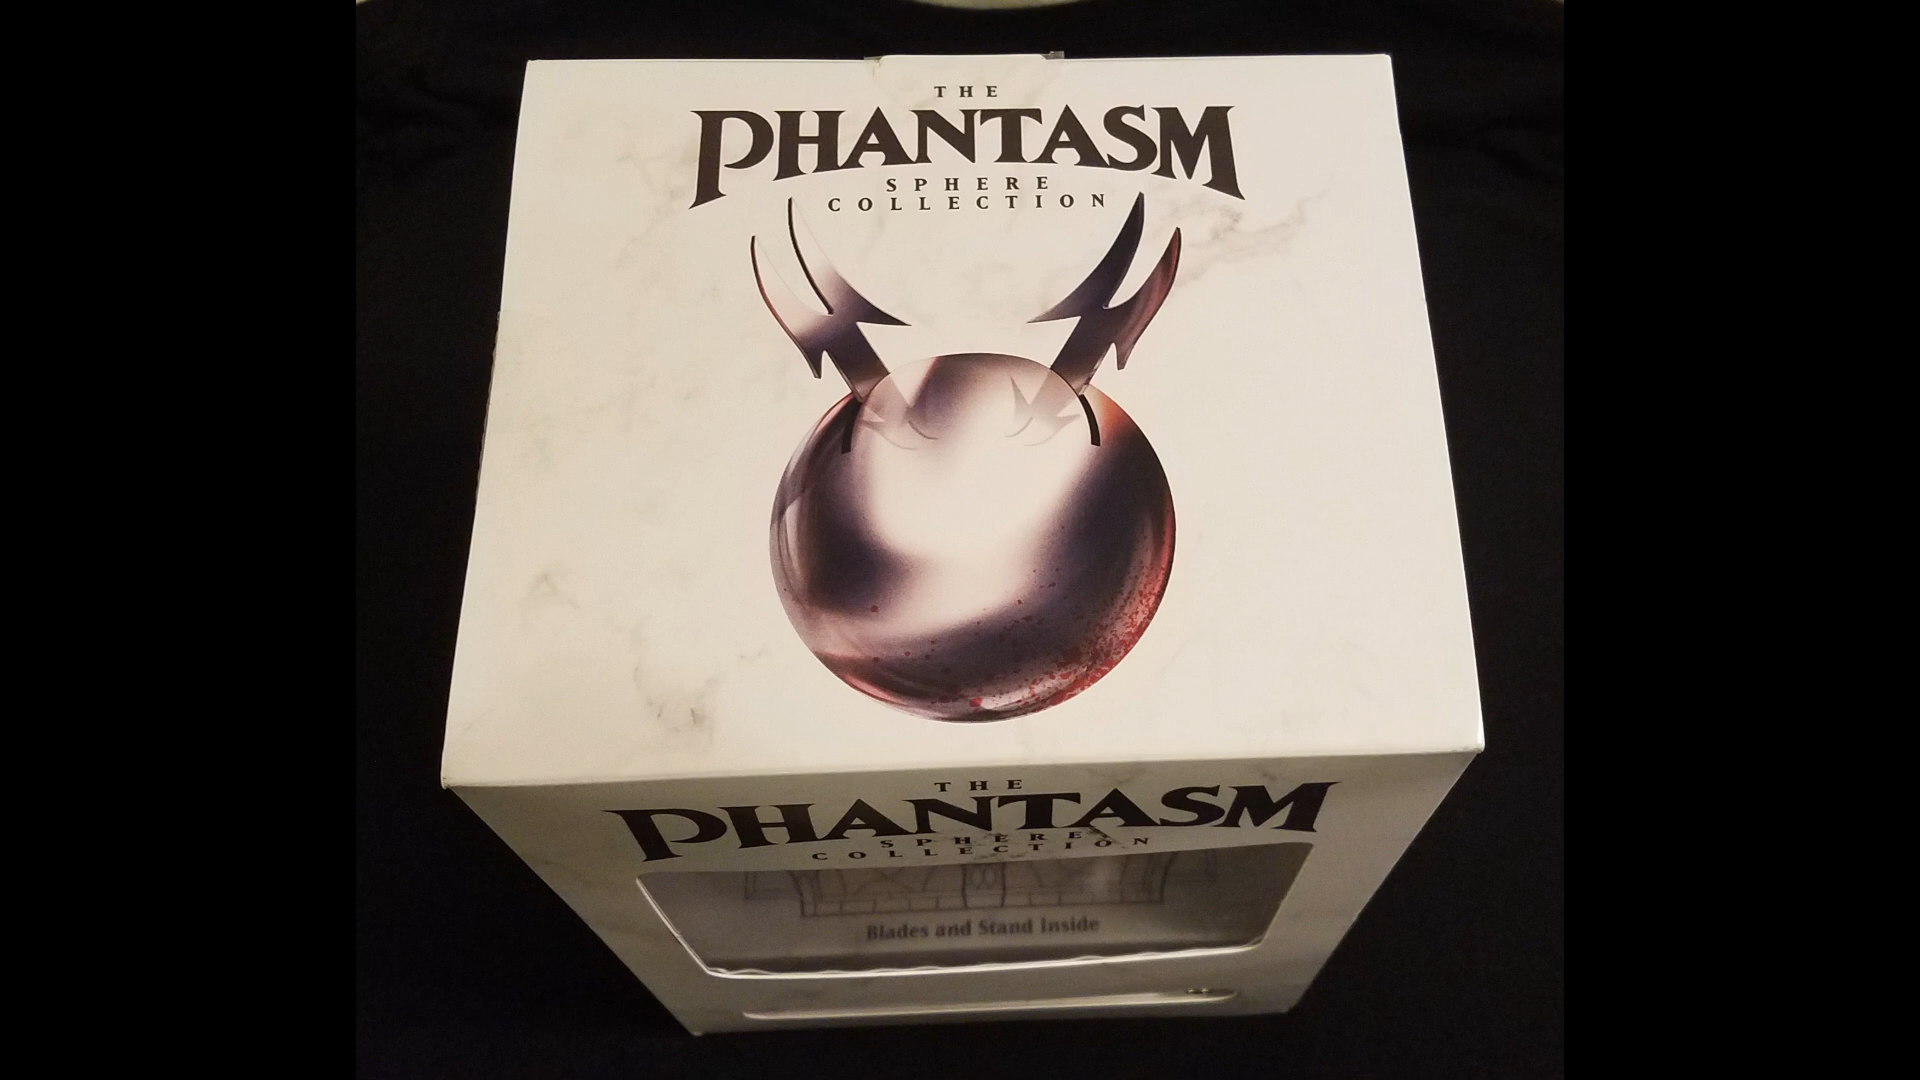 THE
PHANTASM
SPHERE
COLLECTION
THE
PHANTASM
SPHERE
COLLECTION
Blades and Stand Inside